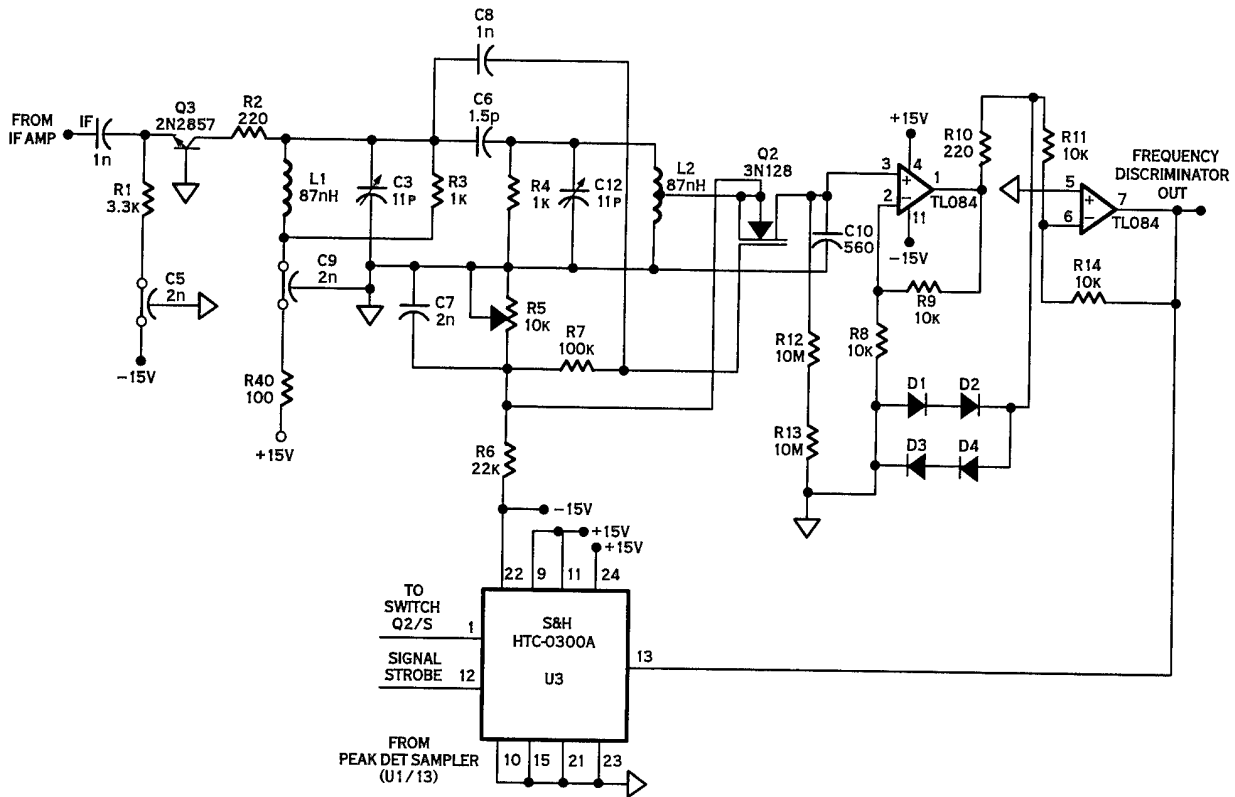 C8
1n
FROM
IF AMP
IF
1n
Q3
2N2857
R2
220
C6
1.5p
R1
3.3K
L1
87nH
C3
11P
R3
1K
R4
1K
C12
11P
L2
87nH
Q2
3N128
+15V
3
4
+
1
2
−
TL084
11
−15V
R10
220
R11
10K
FREQUENCY
DISCRIMINATOR
OUT
5
+
7
6
−
TL084
C10
560
C5
2n
−15V
C9
2n
C7
2n
R5
10K
R7
100K
R9
10K
R8
10K
R14
10K
R12
10M
R40
100
+15V
D1
D2
R6
22K
R13
10M
D3
D4
−15V
+15V
+15V
22
9
11
24
TO
SWITCH
Q2/S
1
S&H
HTC-0300A
13
SIGNAL
STROBE
12
U3
FROM
PEAK DET SAMPLER
(U1/13)
10
15
21
23